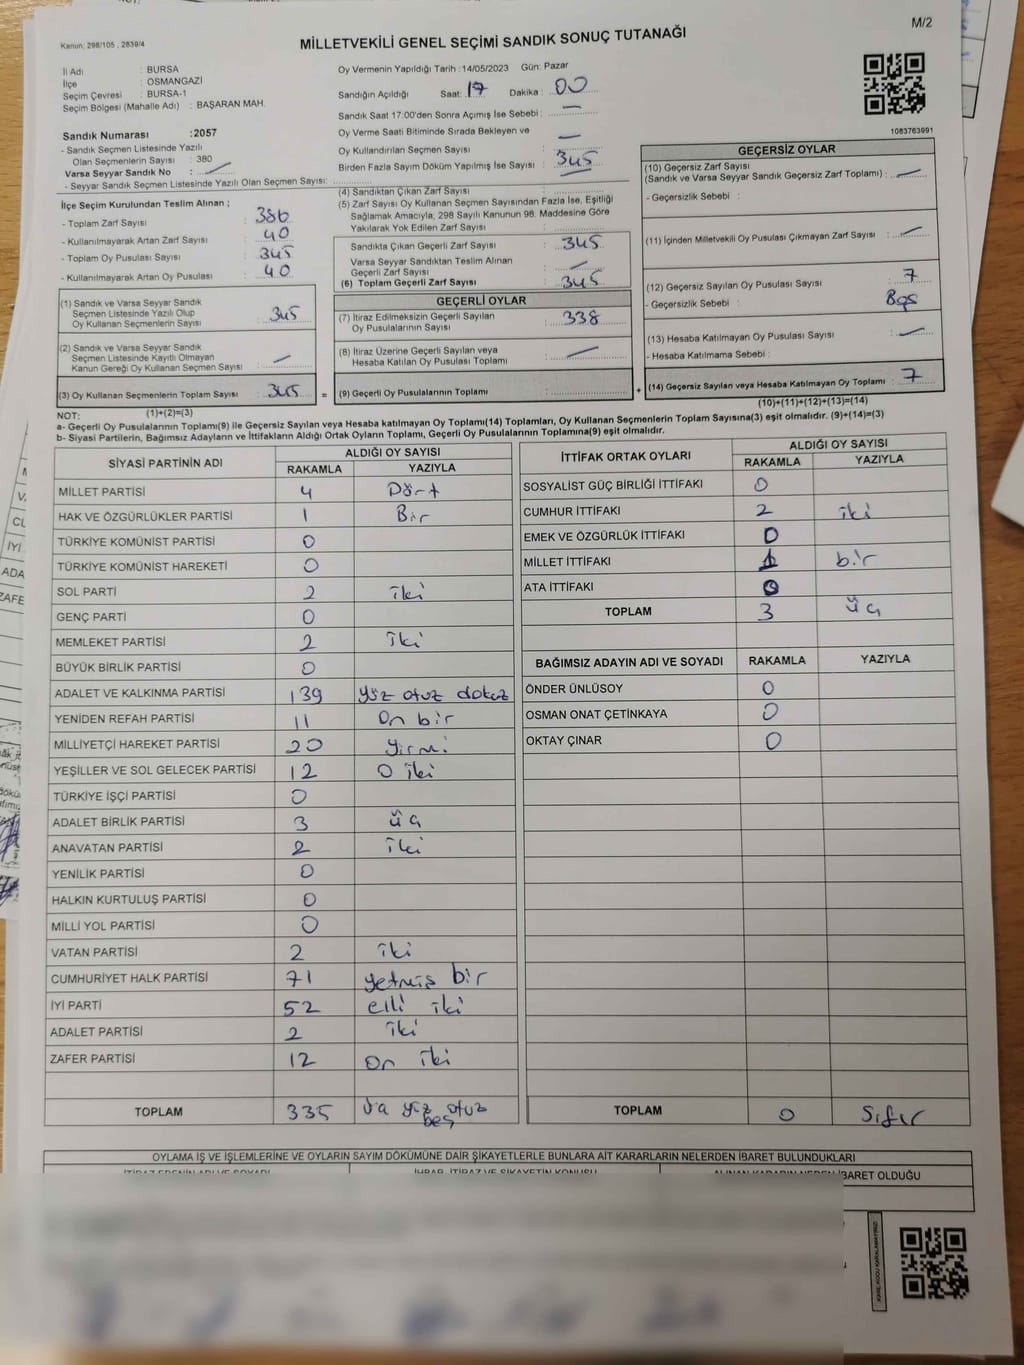 M/2
Kanun: 298/105 , 2839/4
MİLLETVEKİLİ GENEL SEÇİMİ SANDIK SONUÇ TUTANAĞI
İl Adı : BURSA
İlçe : OSMANGAZİ
Seçim Çevresi : BURSA-1
Seçim Bölgesi (Mahalle Adı) : BAŞARAN MAH.
Sandık Numarası :2057
- Sandık Seçmen Listesinde Yazılı
Olan Seçmenlerin Sayısı : 380
Varsa Seyyar Sandık No :
- Seyyar Sandık Seçmen Listesinde Yazılı Olan Seçmen Sayısı:
Oy Vermenin Yapıldığı Tarih :14/05/2023 Gün: Pazar
Sandığın Açıldığı Saat: 17 Dakika : 00
Sandık Saat 17:00'den Sonra Açımış İse Sebebi :
Oy Verme Saati Bitiminde Sırada Bekleyen ve
Oy Kullandırılan Seçmen Sayısı :
Birden Fazla Sayım Döküm Yapılmış İse Sayısı : 345
1083763991
İlçe Seçim Kurulundan Teslim Alınan ;
- Toplam Zarf Sayısı : 386
- Kullanılmayarak Artan Zarf Sayısı : 40
- Toplam Oy Pusulası Sayısı : 345
- Kullanılmayarak Artan Oy Pusulası : 40
(1) Sandık ve Varsa Seyyar Sandık
Seçmen Listesinde Yazılı Olup
Oy Kullanan Seçmenlerin Sayısı : 345
(2) Sandık ve Varsa Seyyar Sandık
Seçmen Listesinde Kayıtlı Olmayan
Kanun Gereği Oy Kullanan Seçmen Sayısı :
(3) Oy Kullanan Seçmenlerin Toplam Sayısı : 345 =
(1)+(2)=(3)
(4) Sandıktan Çıkan Zarf Sayısı :
(5) Zarf Sayısı Oy Kullanan Seçmen Sayısından Fazla İse, Eşitliği
Sağlamak Amacıyla, 298 Sayılı Kanunun 98. Maddesine Göre
Yakılarak Yok Edilen Zarf Sayısı :
Sandıkta Çıkan Geçerli Zarf Sayısı : 345
Varsa Seyyar Sandıktan Teslim Alınan
Geçerli Zarf Sayısı :
(6) Toplam Geçerli Zarf Sayısı : 345
GEÇERLİ OYLAR
(7) İtiraz Edilmeksizin Geçerli Sayılan
Oy Pusulalarının Sayısı : 338
(8) İtiraz Üzerine Geçerli Sayılan veya
Hesaba Katılan Oy Pusulası Toplamı :
(9) Geçerli Oy Pusulalarının Toplamı : +
GEÇERSİZ OYLAR
(10) Geçersiz Zarf Sayısı
(Sandık ve Varsa Seyyar Sandık Geçersiz Zarf Toplamı) :
- Geçersizlik Sebebi :
(11) İçinden Milletvekili Oy Pusulası Çıkmayan Zarf Sayısı :
(12) Geçersiz Sayılan Oy Pusulası Sayısı : 7
- Geçersizlik Sebebi : Boş
(13) Hesaba Katılmayan Oy Pusulası Sayısı :
- Hesaba Katılmama Sebebi :
(14) Geçersiz Sayılan veya Hesaba Katılmayan Oy Toplamı : 7
(10)+(11)+(12)+(13)=(14)
NOT:
a- Geçerli Oy Pusulalarının Toplamı(9) ile Geçersiz Sayılan veya Hesaba katılmayan Oy Toplamı(14) Toplamları, Oy Kullanan Seçmenlerin Toplam Sayısına(3) eşit olmalıdır. (9)+(14)=(3)
b- Siyasi Partilerin, Bağımsız Adayların ve İttifakların Aldığı Ortak Oyların Toplamı, Geçerli Oy Pusulalarının Toplamına(9) eşit olmalıdır.
SİYASİ PARTİNİN ADI ALDIĞI OY SAYISI
RAKAMLA YAZIYLA
MİLLET PARTİSİ 4 Dört
HAK VE ÖZGÜRLÜKLER PARTİSİ 1 Bir
TÜRKİYE KOMÜNİST PARTİSİ 0
TÜRKİYE KOMÜNİST HAREKETİ 0
SOL PARTİ 2 iki
GENÇ PARTİ 0
MEMLEKET PARTİSİ 2 iki
BÜYÜK BİRLİK PARTİSİ 0
ADALET VE KALKINMA PARTİSİ 139 yüz otuz dokuz
YENİDEN REFAH PARTİSİ 11 on bir
MİLLİYETÇİ HAREKET PARTİSİ 20 yirmi
YEŞİLLER VE SOL GELECEK PARTİSİ 12 0 iki
TÜRKİYE İŞÇİ PARTİSİ 0
ADALET BİRLİK PARTİSİ 3 üç
ANAVATAN PARTİSİ 2 iki
YENİLİK PARTİSİ 0
HALKIN KURTULUŞ PARTİSİ 0
MİLLİ YOL PARTİSİ 0
VATAN PARTİSİ 2 iki
CUMHURİYET HALK PARTİSİ 71 yetmiş bir
İYİ PARTİ 52 elli iki
ADALET PARTİSİ 2 iki
ZAFER PARTİSİ 12 on iki
TOPLAM 335 yüz otuz
beş
İTTİFAK ORTAK OYLARI ALDIĞI OY SAYISI
RAKAMLA YAZIYLA
SOSYALİST GÜÇ BİRLİĞİ İTTİFAKI 0
CUMHUR İTTİFAKI 2 iki
EMEK VE ÖZGÜRLÜK İTTİFAKI 0
MİLLET İTTİFAKI 1 bir
ATA İTTİFAKI 0
TOPLAM 3 üç
BAĞIMSIZ ADAYIN ADI VE SOYADI RAKAMLA YAZIYLA
ÖNDER ÜNLÜSOY 0
OSMAN ONAT ÇETİNKAYA 0
OKTAY ÇINAR 0
TOPLAM 0 Sıfır
OYLAMA İŞ VE İŞLEMLERİNE VE OYLARIN SAYIM DÖKÜMÜNE DAİR ŞİKAYETLERLE BUNLARA AİT KARARLARIN NELERDEN İBARET BULUNDUKLARI
İTİRAZ EDENİN ADI VE SOYADI İHBAR, İTİRAZ VE ŞİKAYETİN KONUSU ALINAN KARARIN NEDEN İBARET OLDUĞU